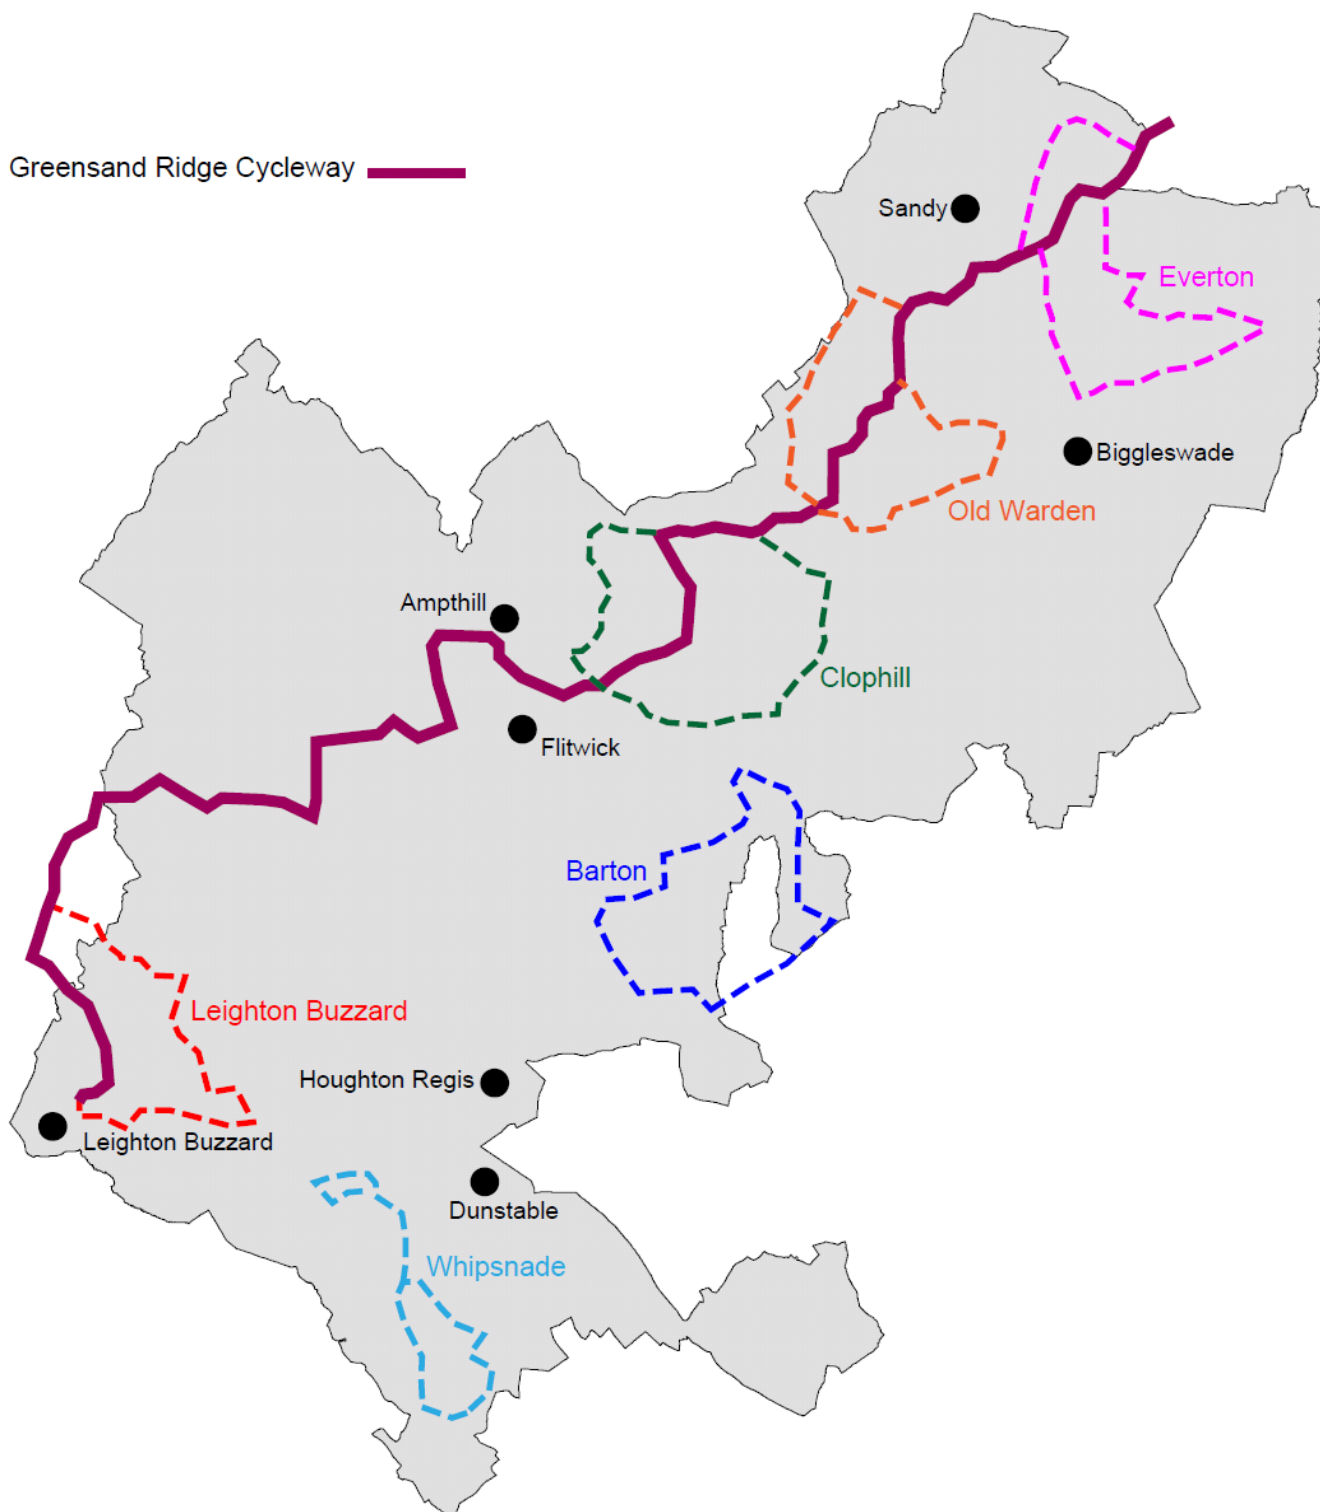 Greensand Ridge Cycleway
Sandy
Everton
Biggleswade
Old Warden
Ampthill
Clophill
Flitwick
Barton
Leighton Buzzard
Houghton Regis
Leighton Buzzard
Dunstable
Whipsnade